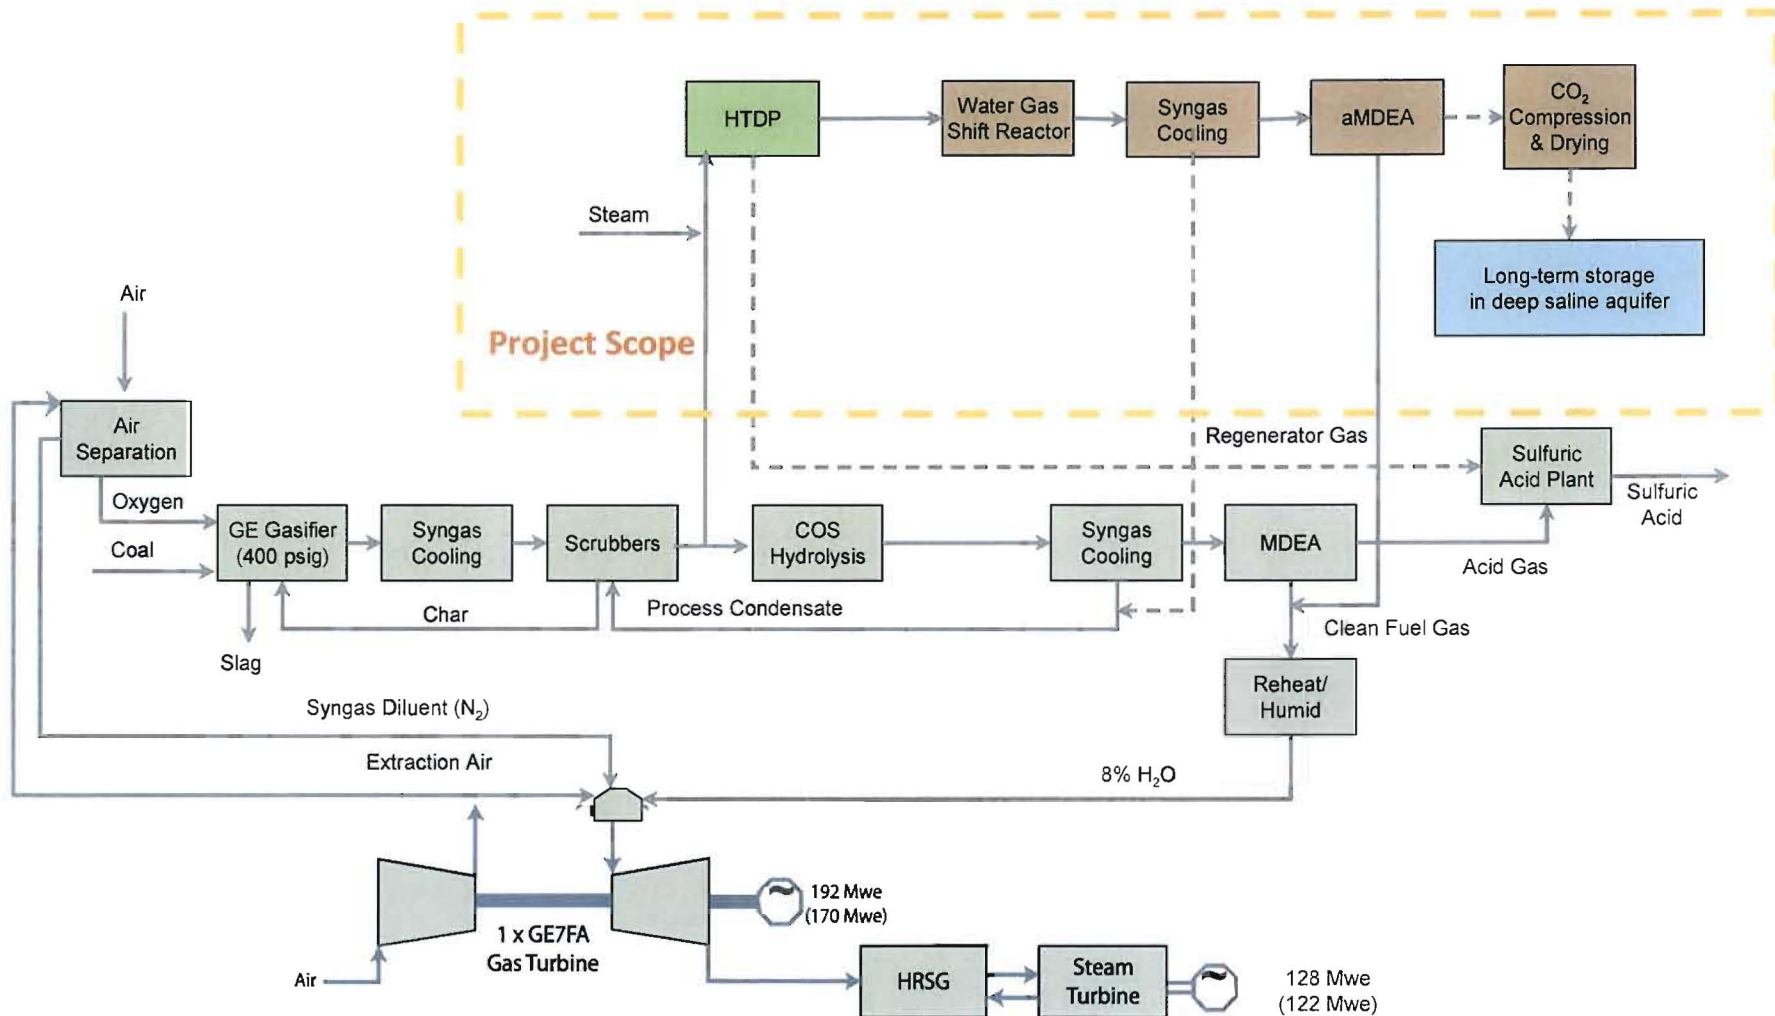 HTDP
Water Gas
Shift Reactor
Syngas
Cooling
aMDEA
CO₂
Compression
& Drying
Steam
Long-term storage
in deep saline aquifer
Air
Project Scope
Air
Separation
Regenerator Gas
Sulfuric
Acid Plant
Sulfuric
Acid
Oxygen
Coal
GE Gasifier
(400 psig)
Syngas
Cooling
Scrubbers
COS
Hydrolysis
Syngas
Cooling
MDEA
Acid Gas
Char
Process Condensate
Clean Fuel Gas
Slag
Reheat/
Humid
Syngas Diluent (N₂)
Extraction Air
8% H₂O
192 Mwe
(170 Mwe)
1 x GE7FA
Gas Turbine
Air
HRSG
Steam
Turbine
128 Mwe
(122 Mwe)